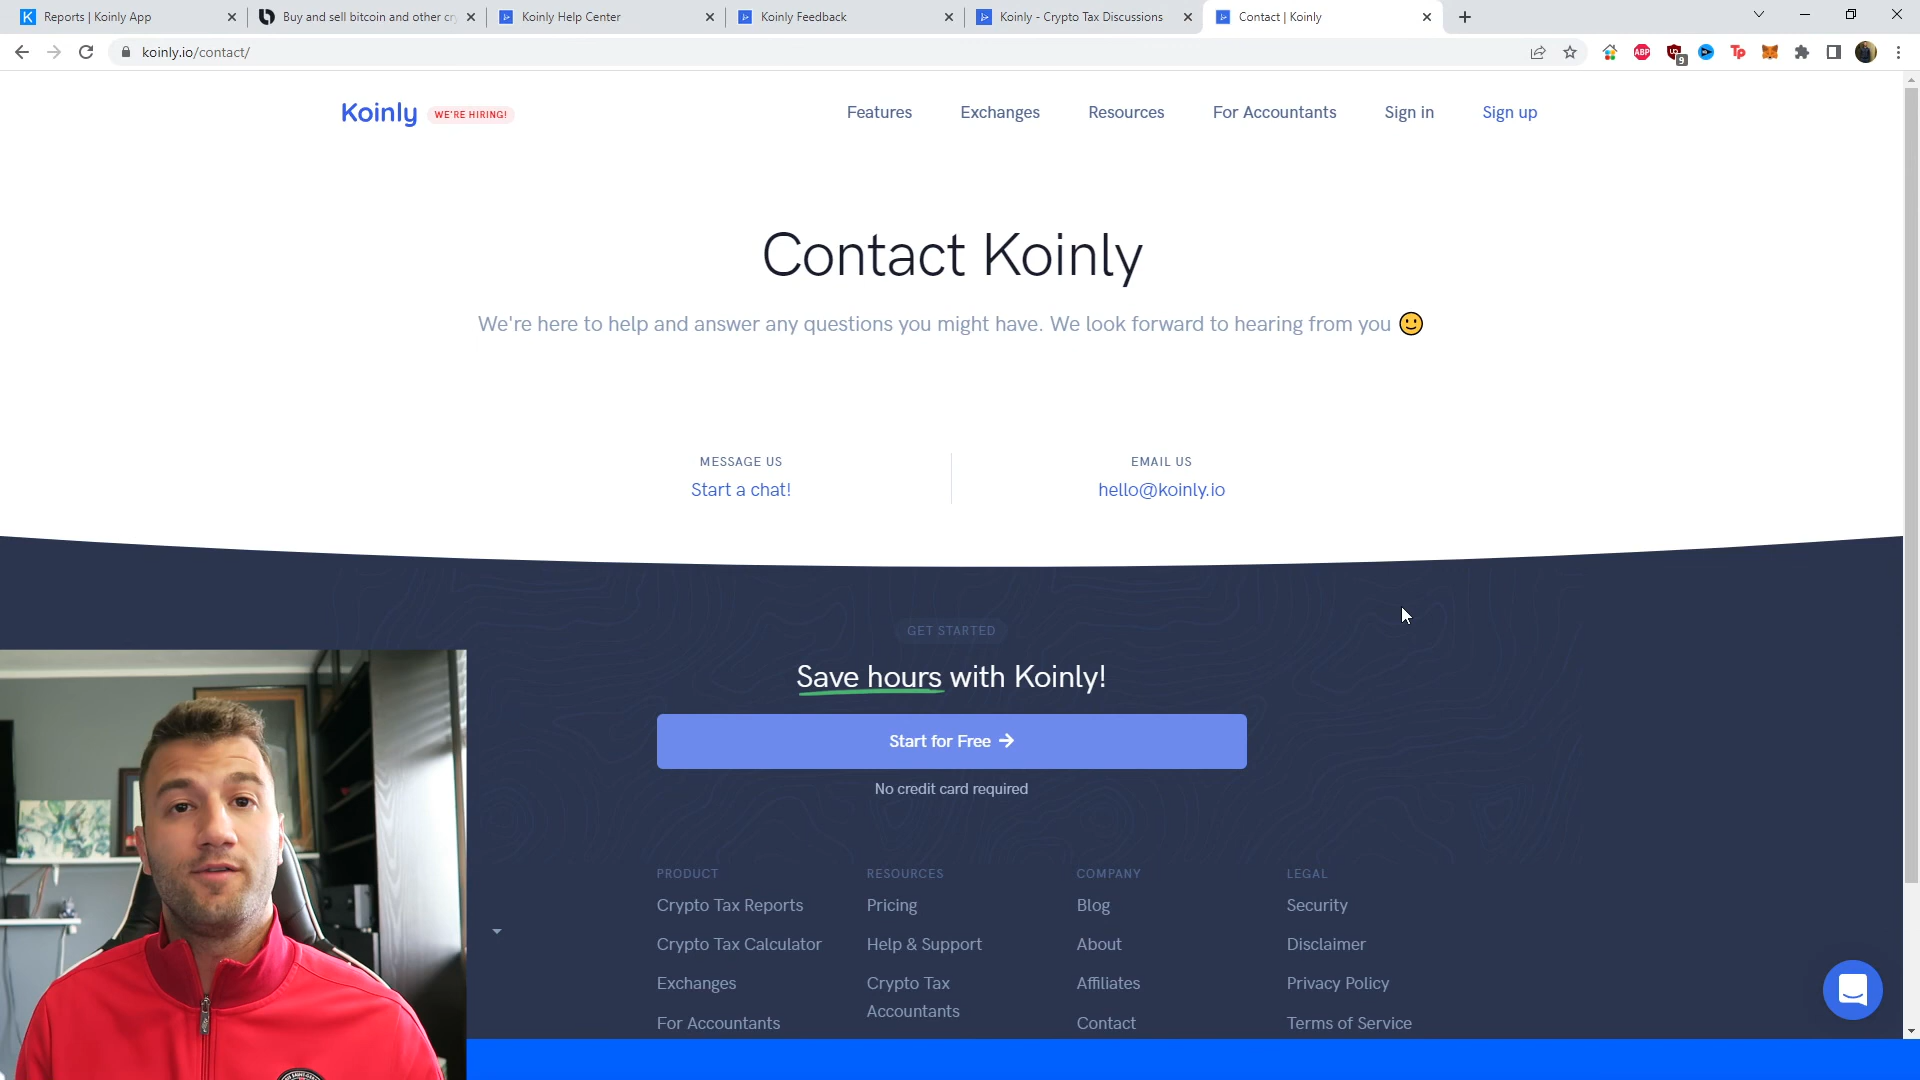 Reports | Koinly App
Buy and sell bitcoin and other cr
Koinly Help Center
Koinly Feedback
Koinly - Crypto Tax Discussions
Contact | Koinly
koinly.io/contact/
ABP
9
Tp
Koinly
WE'RE HIRING!
Features
Exchanges
Resources
For Accountants
Sign in
Sign up
Contact Koinly
We're here to help and answer any questions you might have. We look forward to hearing from you
MESSAGE US
Start a chat!
EMAIL US
hello@koinly.io
GET STARTED
Save hours with Koinly!
Start for Free →
No credit card required
PRODUCT
Crypto Tax Reports
Crypto Tax Calculator
Exchanges
For Accountants
RESOURCES
Pricing
Help & Support
Crypto Tax
Accountants
COMPANY
Blog
About
Affiliates
Contact
LEGAL
Security
Disclaimer
Privacy Policy
Terms of Service